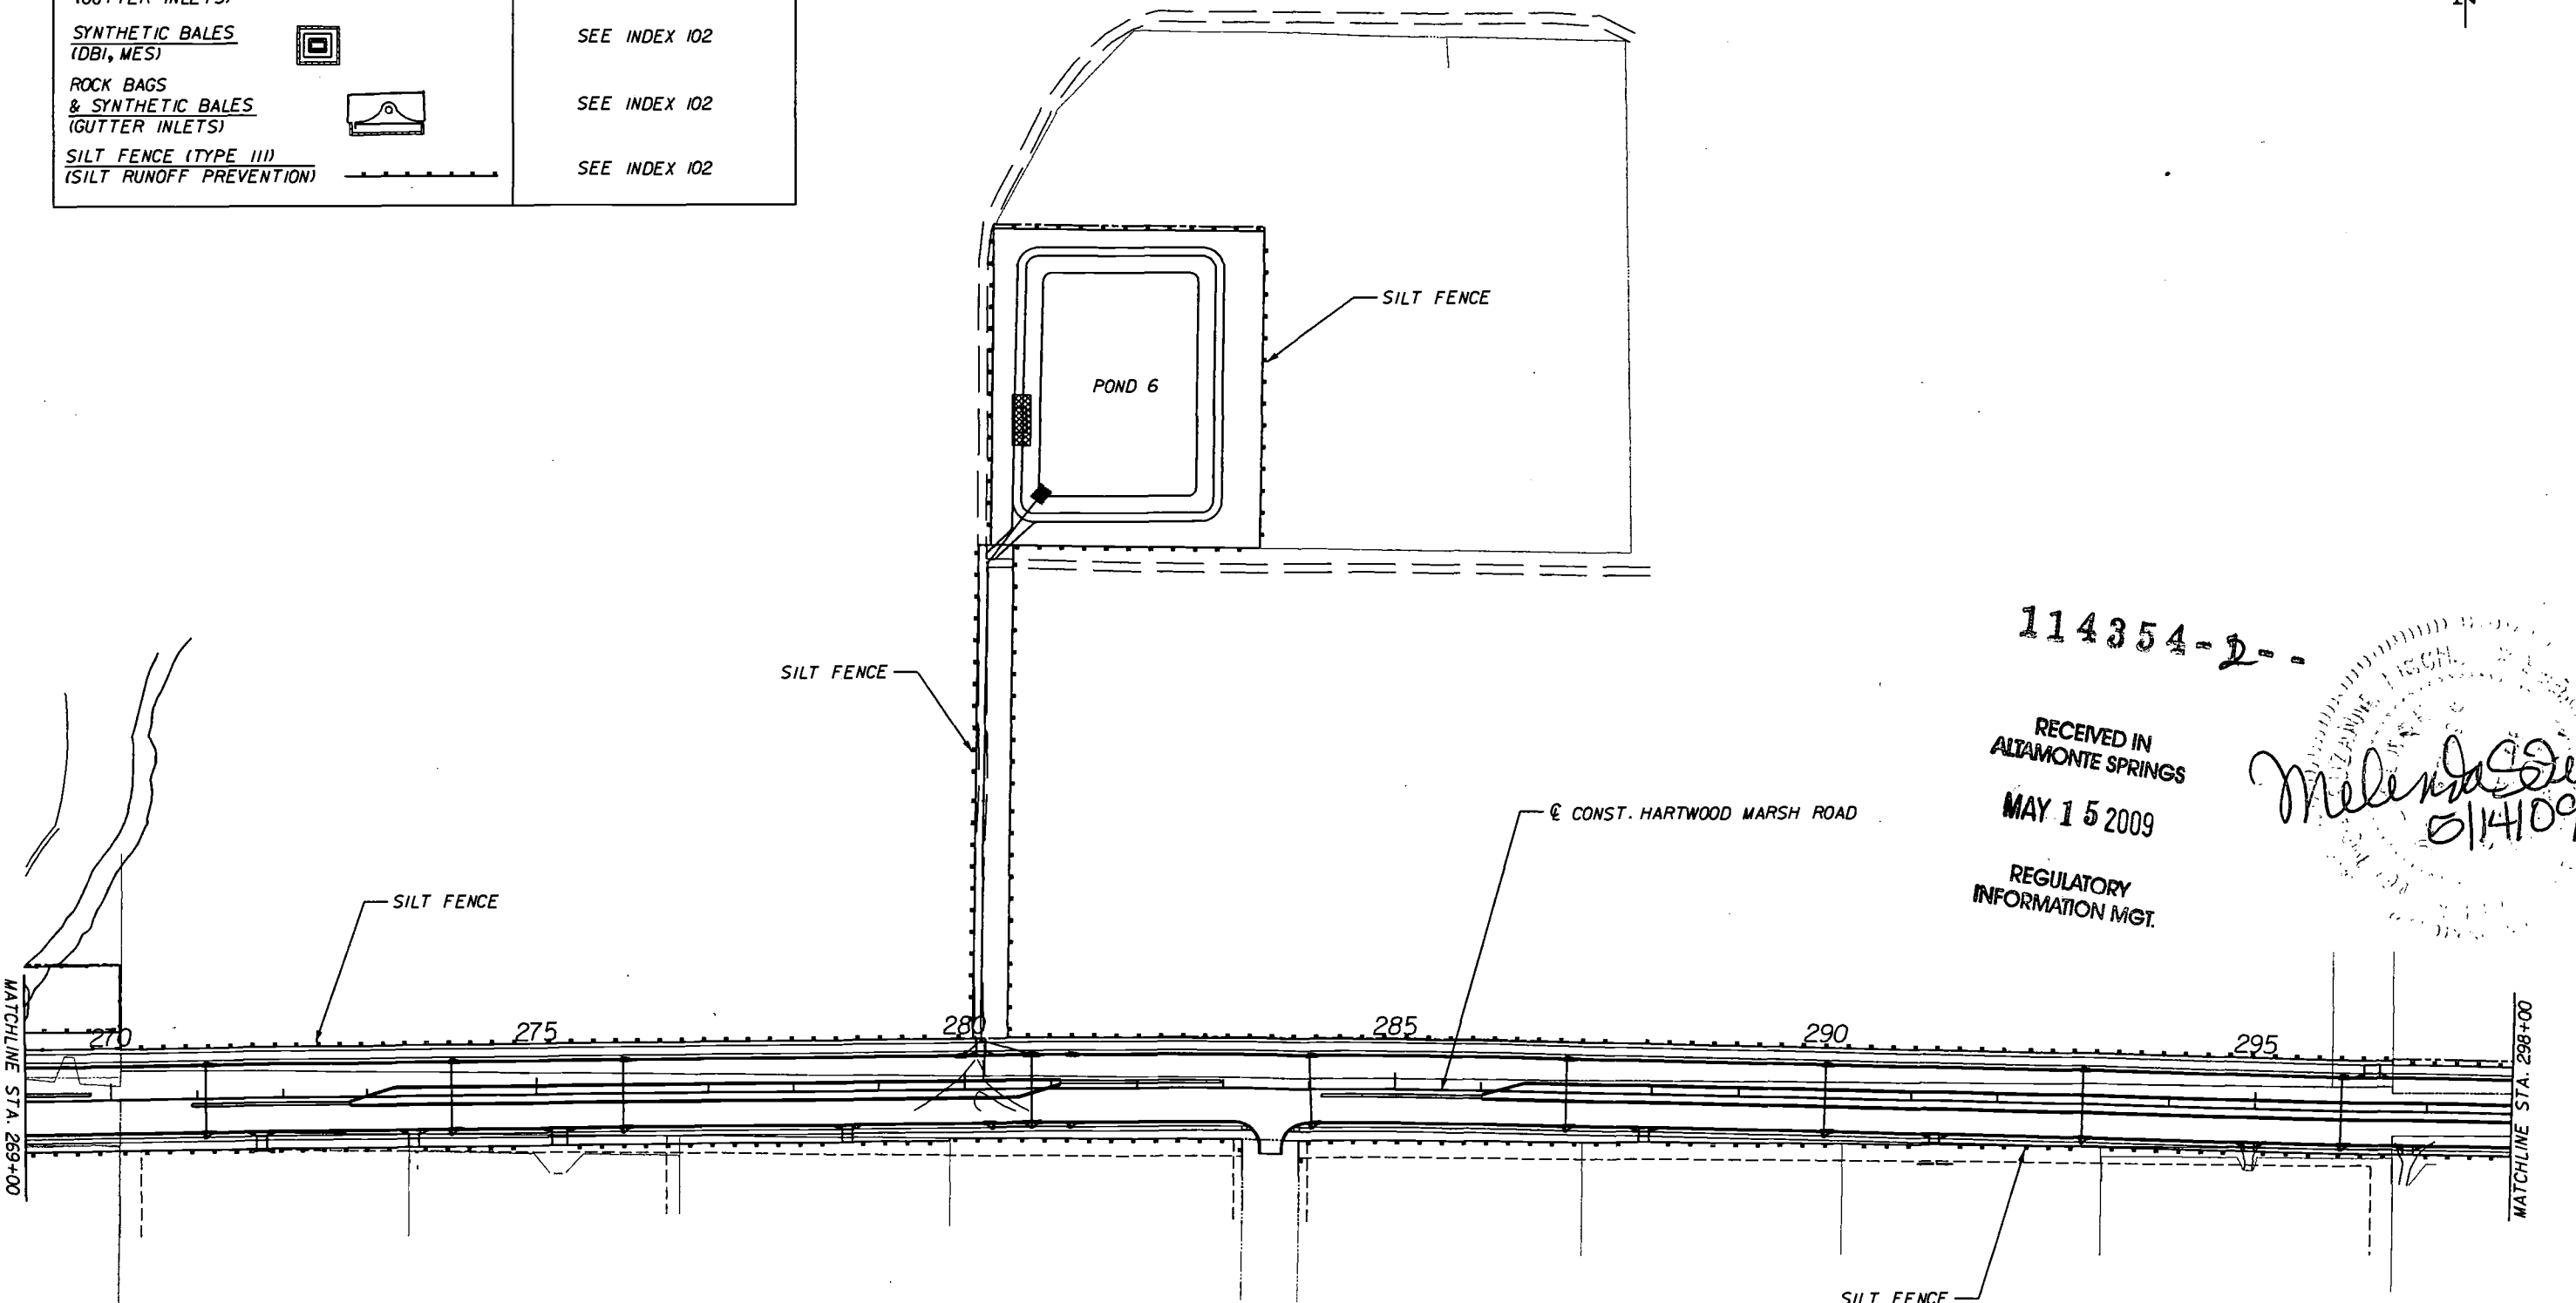 SYNTHETIC BALES
(DBI, MES)
SEE INDEX 102
ROCK BAGS
& SYNTHETIC BALES
(GUTTER INLETS)
SEE INDEX 102
SILT FENCE (TYPE III)
(SILT RUNOFF PREVENTION)
SEE INDEX 102
N
SILT FENCE
POND 6
114354-2--
SILT FENCE
RECEIVED IN
ALTAMONTE SPRINGS
MAY 15 2009
REGULATORY
INFORMATION MGT.
5/14/09
℄ CONST. HARTWOOD MARSH ROAD
SILT FENCE
MATCHLINE STA. 269+00
270
275
280
285
290
295
MATCHLINE STA. 298+00
SILT FENCE